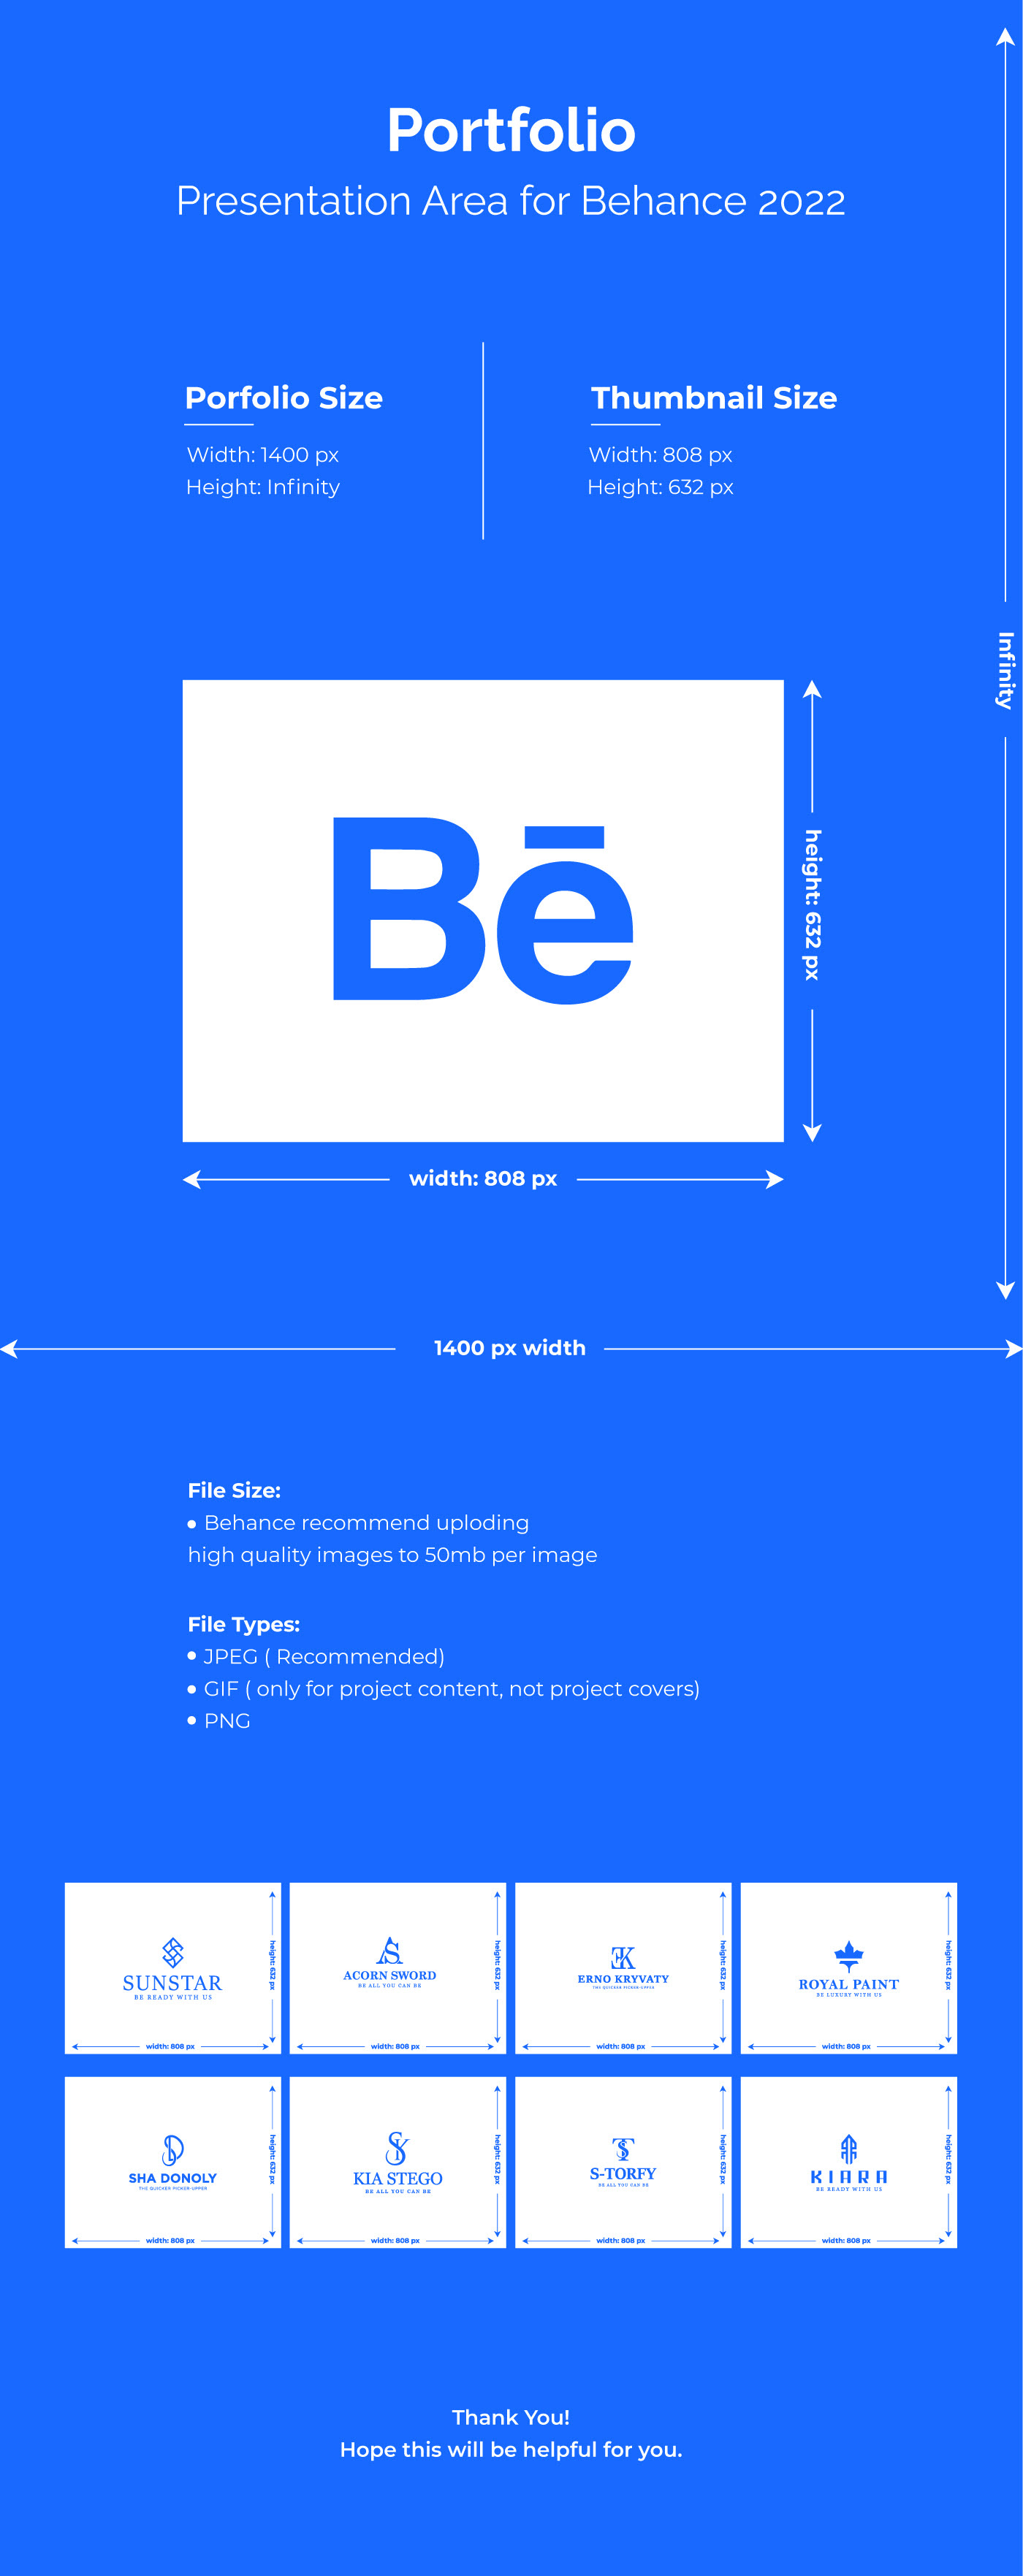 Portfolio
Presentation Area for Behance 2022
Porfolio Size
Width: 1400 px
Height: Infinity
Thumbnail Size
Width: 808 px
Height: 632 px
Infinity
Bē
height: 632 px
width: 808 px
1400 px width
File Size:
• Behance recommend uploding
high quality images to 50mb per image
File Types:
• JPEG ( Recommended)
• GIF ( only for project content, not project covers)
• PNG
SUNSTAR
BE READY WITH US
height: 632 px
width: 808 px
AS
ACORN SWORD
BE ALL YOU CAN BE
height: 632 px
width: 808 px
EK
ERNO KRYVATY
THE QUICKER PICKER-UPPER
height: 632 px
width: 808 px
ROYAL PAINT
BE LUXURY WITH US
height: 632 px
width: 808 px
SHA DONOLY
THE QUICKER PICKER-UPPER
height: 632 px
width: 808 px
SK
KIA STEGO
BE ALL YOU CAN BE
height: 632 px
width: 808 px
S-TORFY
BE ALL YOU CAN BE
height: 632 px
width: 808 px
KIARA
BE READY WITH US
height: 632 px
width: 808 px
Thank You!
Hope this will be helpful for you.